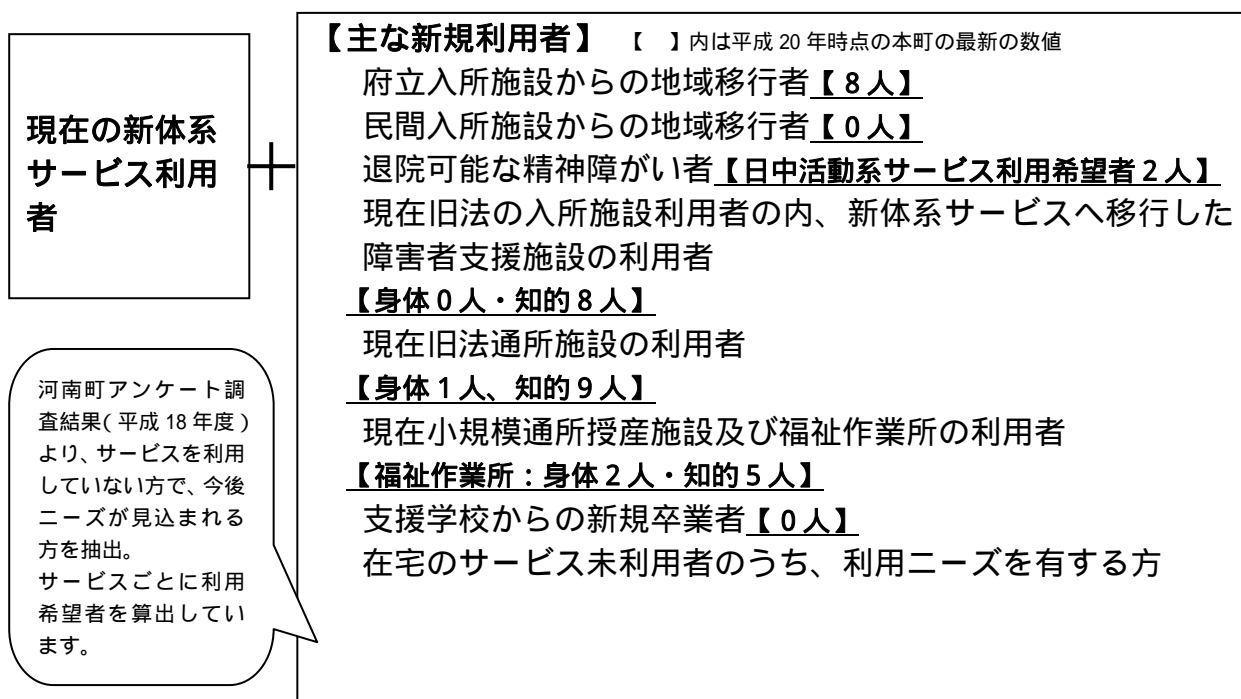 現在の新体系
サービス利用
者
＋
【主な新規利用者】 【 】内は平成20年時点の本町の最新の数値
府立入所施設からの地域移行者【8人】
民間入所施設からの地域移行者【0人】
退院可能な精神障がい者【日中活動系サービス利用希望者2人】
現在旧法の入所施設利用者の内、新体系サービスへ移行した
障害者支援施設の利用者
【身体0人・知的8人】
現在旧法通所施設の利用者
【身体1人、知的9人】
現在小規模通所授産施設及び福祉作業所の利用者
【福祉作業所：身体2人・知的5人】
支援学校からの新規卒業者【0人】
在宅のサービス未利用者のうち、利用ニーズを有する方
河南町アンケート調
査結果(平成18年度)
より、サービスを利用
していない方で、今後
ニーズが見込まれる
方を抽出。
サービスごとに利用
希望者を算出してい
ます。